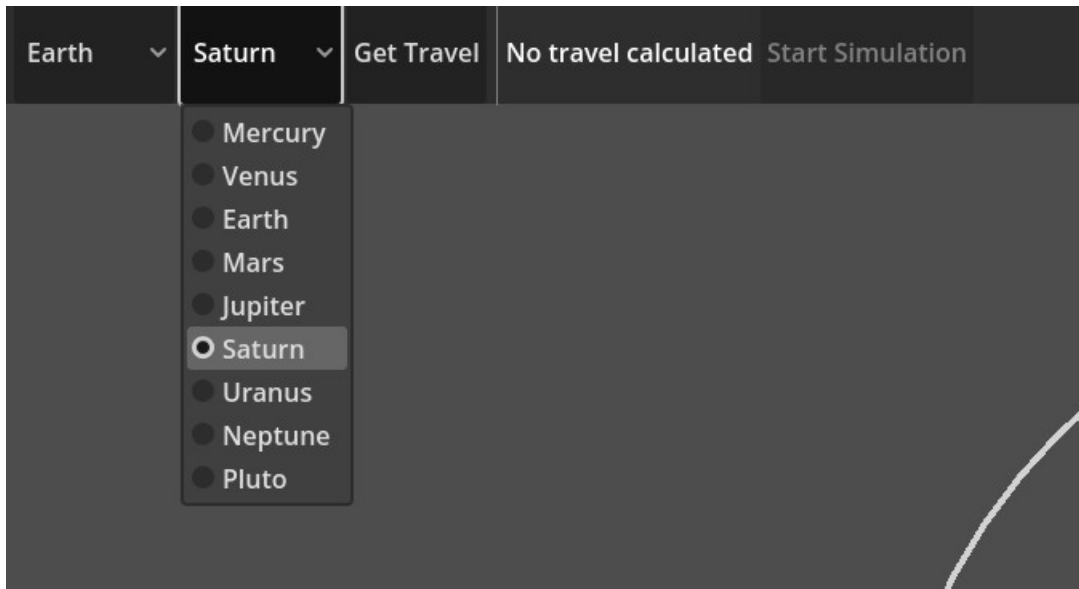 Earth Saturn Get Travel No travel calculated Start Simulation
Mercury
Venus
Earth
Mars
Jupiter
Saturn
Uranus
Neptune
Pluto